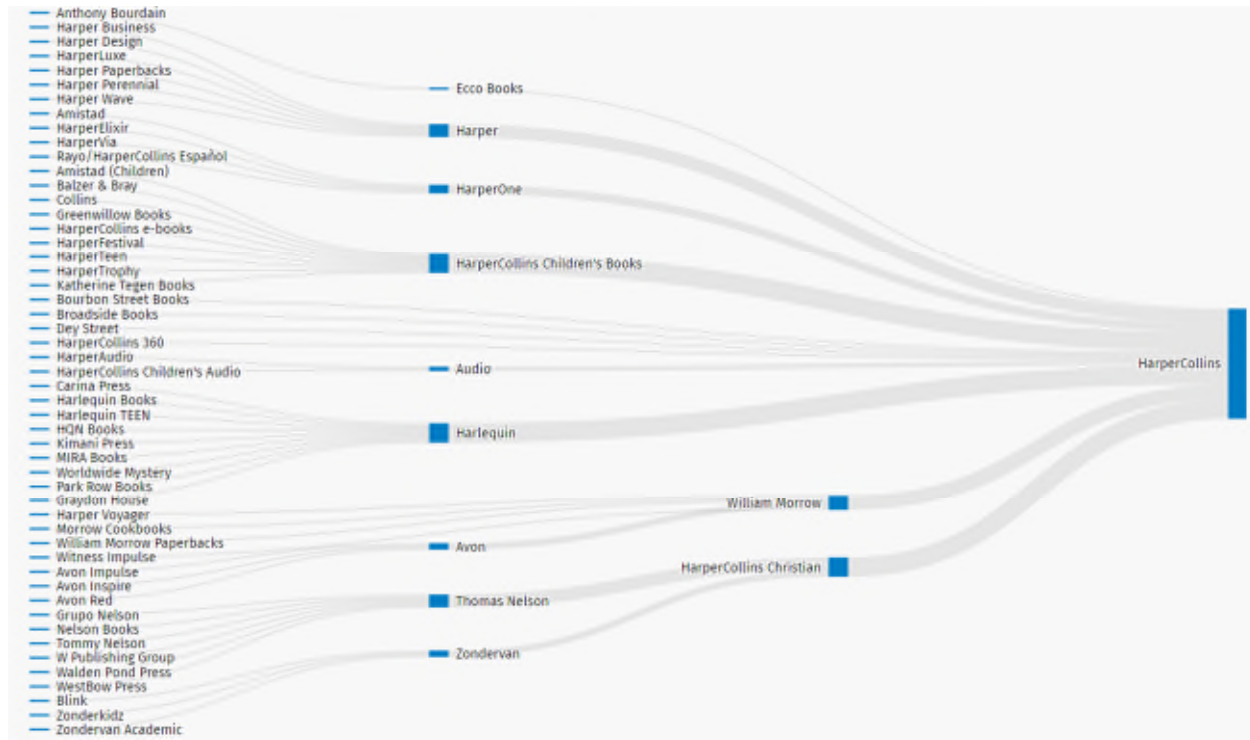 Anthony Bourdain
Harper Business
Harper Design
HarperLuxe
Harper Paperbacks
Harper Perennial
Harper Wave
Amistad
HarperElixir
HarperVia
Rayo/HarperCollins Español
Amistad (Children)
Balzer & Bray
Collins
Greenwillow Books
HarperCollins e-books
HarperFestival
HarperTeen
HarperTrophy
Katherine Tegen Books
Bourbon Street Books
Broadside Books
Dey Street
HarperCollins 360
HarperAudio
HarperCollins Children's Audio
Carina Press
Harlequin Books
Harlequin TEEN
HQN Books
Kimani Press
MIRA Books
Worldwide Mystery
Park Row Books
Graydon House
Harper Voyager
Morrow Cookbooks
William Morrow Paperbacks
Witness Impulse
Avon Impulse
Avon Inspire
Avon Red
Grupo Nelson
Nelson Books
Tommy Nelson
W Publishing Group
Walden Pond Press
WestBow Press
Blink
Zonderkidz
Zondervan Academic
Ecco Books
Harper
HarperOne
HarperCollins Children's Books
Audio
Harlequin
Avon
Thomas Nelson
Zondervan
William Morrow
HarperCollins Christian
HarperCollins